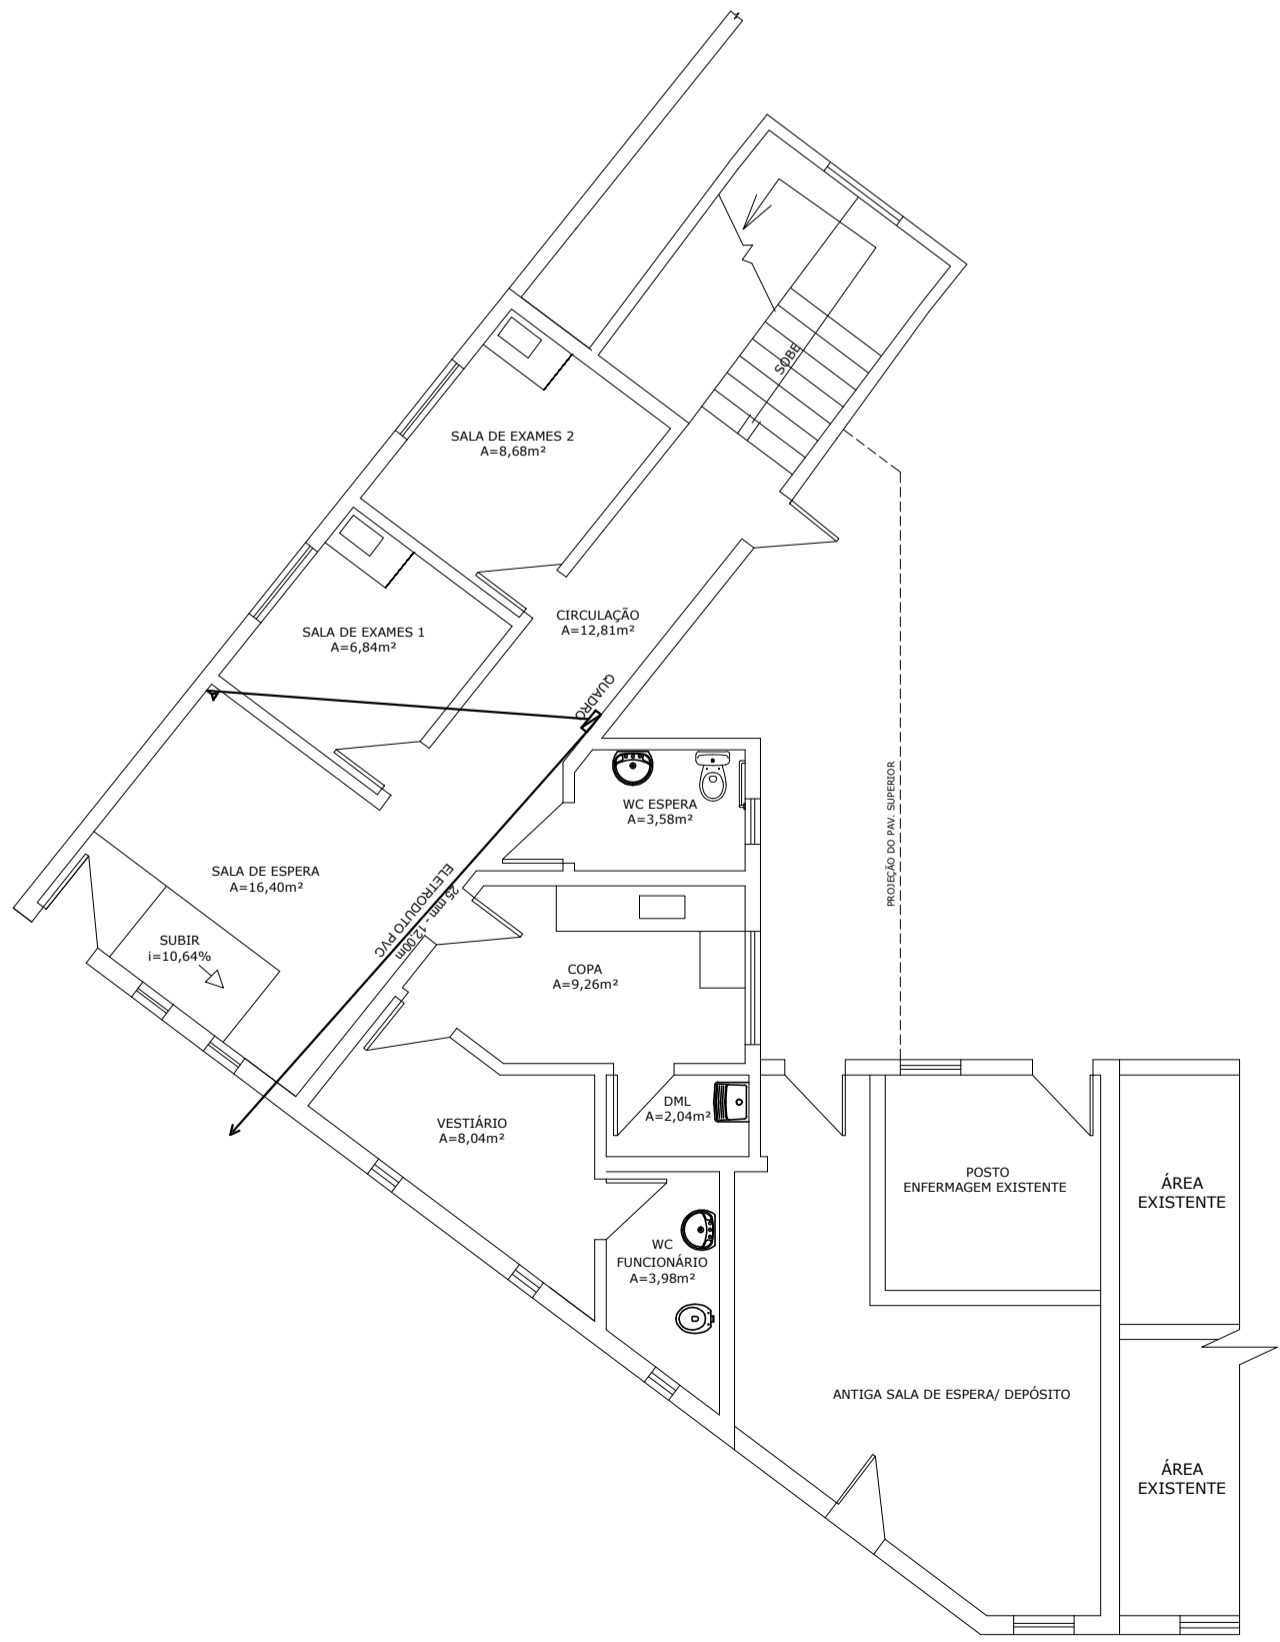 SOBE
SALA DE EXAMES 2
A=8,68m²
CIRCULAÇÃO
A=12,81m²
SALA DE EXAMES 1
A=6,84m²
QUADRO
WC ESPERA
A=3,58m²
PROJEÇÃO DO PAV. SUPERIOR
SALA DE ESPERA
A=16,40m²
ELETRODUTO PVC
25 mm - 12,00m
SUBIR
i=10,64%
COPA
A=9,26m²
DML
A=2,04m²
VESTIÁRIO
A=8,04m²
POSTO
ENFERMAGEM EXISTENTE
ÁREA
EXISTENTE
WC
FUNCIONÁRIO
A=3,98m²
ANTIGA SALA DE ESPERA/ DEPÓSITO
ÁREA
EXISTENTE